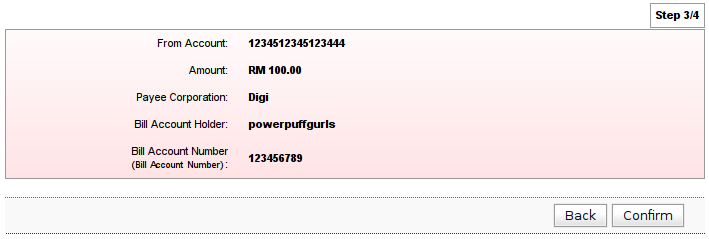 Step 3/4
From Account: 1234512345123444
Amount: RM 100.00
Payee Corporation: Digi
Bill Account Holder: powerpuffgurls
Bill Account Number
(Bill Account Number) : 123456789
Back Confirm